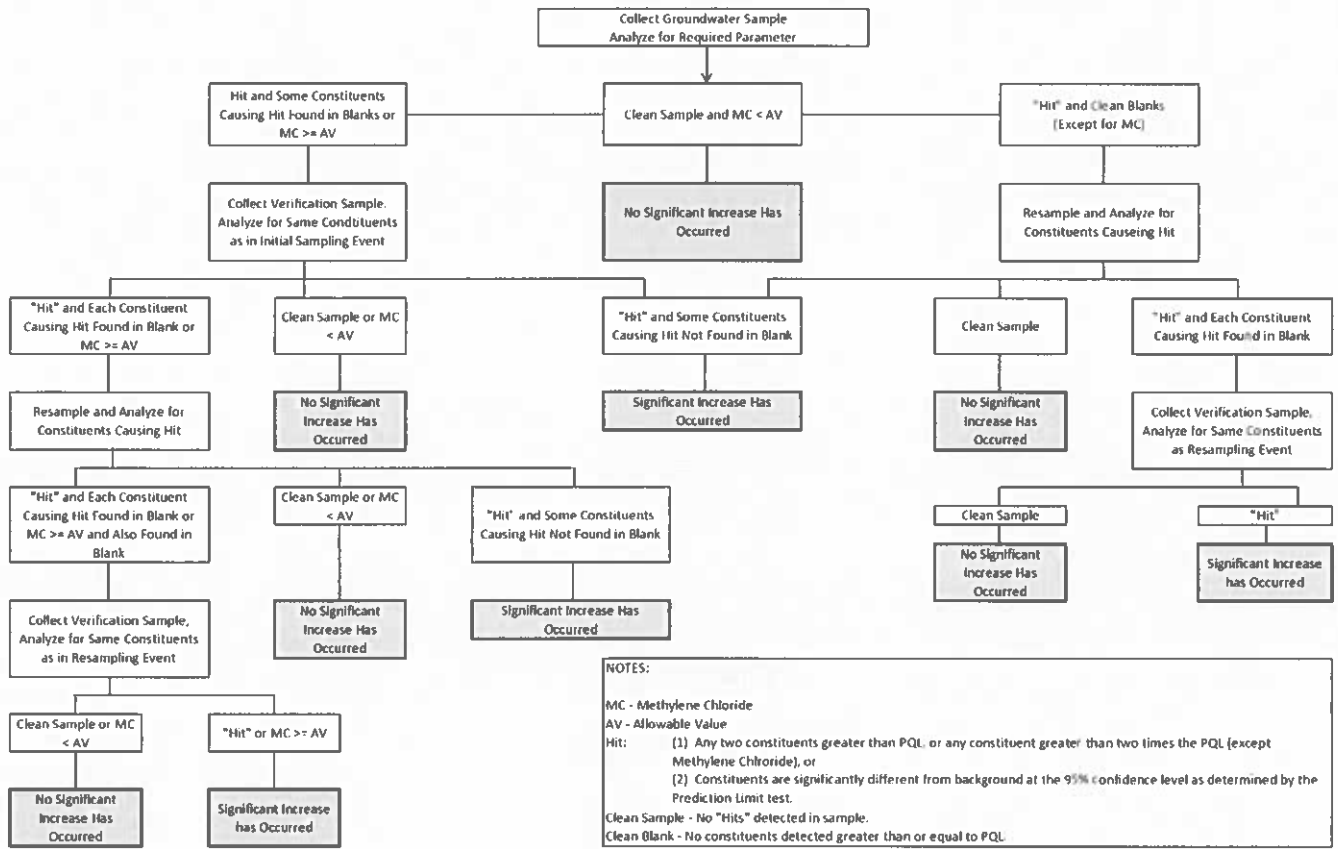 Collect Groundwater Sample
Analyze for Required Parameter
Hit and Some Constituents
Causing Hit Found in Blanks or
MC >= AV
Clean Sample and MC < AV
"Hit" and Clean Blanks
(Except for MC)
Collect Verification Sample.
Analyze for Same Condituents
as in Initial Sampling Event
No Significant Increase Has
Occurred
Resample and Analyze for
Constituents Causeing Hit
"Hit" and Each Constituent
Causing Hit Found in Blank or
MC >= AV
Clean Sample or MC
< AV
"Hit" and Some Constituents
Causing Hit Not Found in Blank
Clean Sample
"Hit" and Each Constituent
Causing Hit Found in Blank
Resample and Analyze for
Constituents Causing Hit
No Significant
Increase Has
Occurred
Significant Increase Has
Occurred
No Significant
Increase Has
Occurred
Collect Verification Sample,
Analyze for Same Constituents
as Resampling Event
"Hit" and Each Constituent
Causing Hit Found in Blank or
MC >= AV and Also Found in
Blank
Clean Sample or MC
< AV
"Hit" and Some Constituents
Causing Hit Not Found in Blank
Clean Sample
"Hit"
No Significant
Increase Has
Occurred
Significant Increase
has Occurred
Collect Verification Sample,
Analyze for Same Constituents
as in Resampling Event
No Significant
Increase Has
Occurred
Significant Increase Has
Occurred
Clean Sample or MC
< AV
"Hit" or MC >= AV
No Significant
Increase Has
Occurred
Significant Increase
has Occurred
NOTES:
MC - Methylene Chloride
AV - Allowable Value
Hit: (1) Any two constituents greater than PQL, or any constituent greater than two times the PQL (except
Methylene Chlroride), or
(2) Constituents are significantly different from background at the 95% confidence level as determined by the
Prediction Limit test.
Clean Sample - No "Hits" detected in sample.
Clean Blank - No constituents detected greater than or equal to PQL